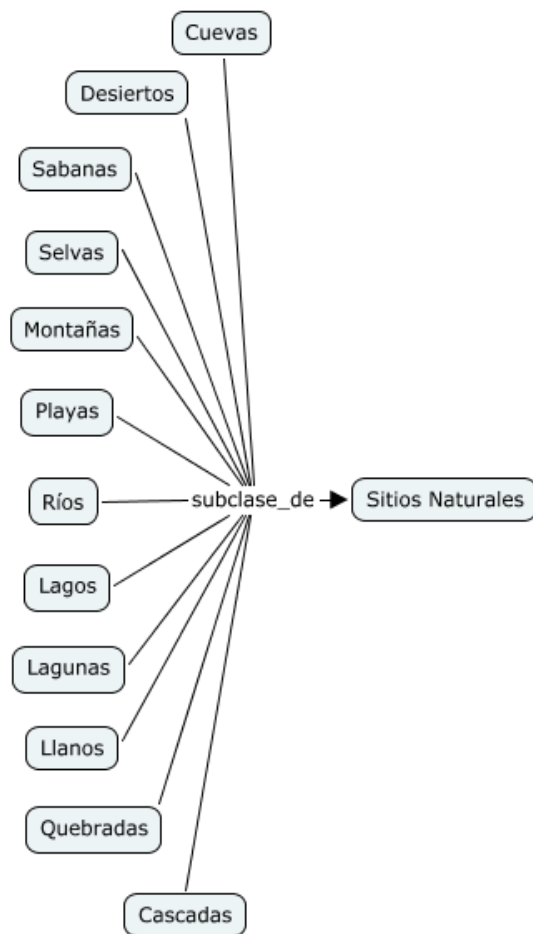 Cuevas
Desiertos
Sabanas
Selvas
Montañas
Playas
Ríos
subclase_de
Sitios Naturales
Lagos
Lagunas
Llanos
Quebradas
Cascadas